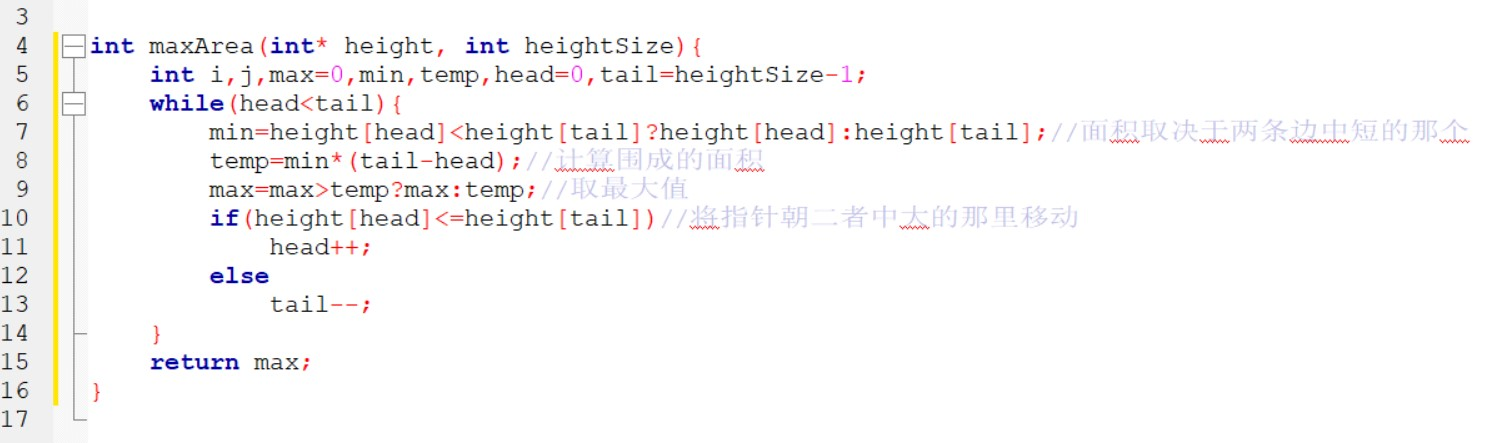 3
4 int maxArea(int* height, int heightSize){
5 int i,j,max=0,min,temp,head=0,tail=heightSize-1;
6 while(head<tail){
7 min=height[head]<height[tail]?height[head]:height[tail];//面积取决于两条边中短的那个
8 temp=min*(tail-head);//计算围成的面积
9 max=max>temp?max:temp;//取最大值
10 if(height[head]<=height[tail])//将指针朝二者中大的那里移动
11 head++;
12 else
13 tail--;
14 }
15 return max;
16 }
17